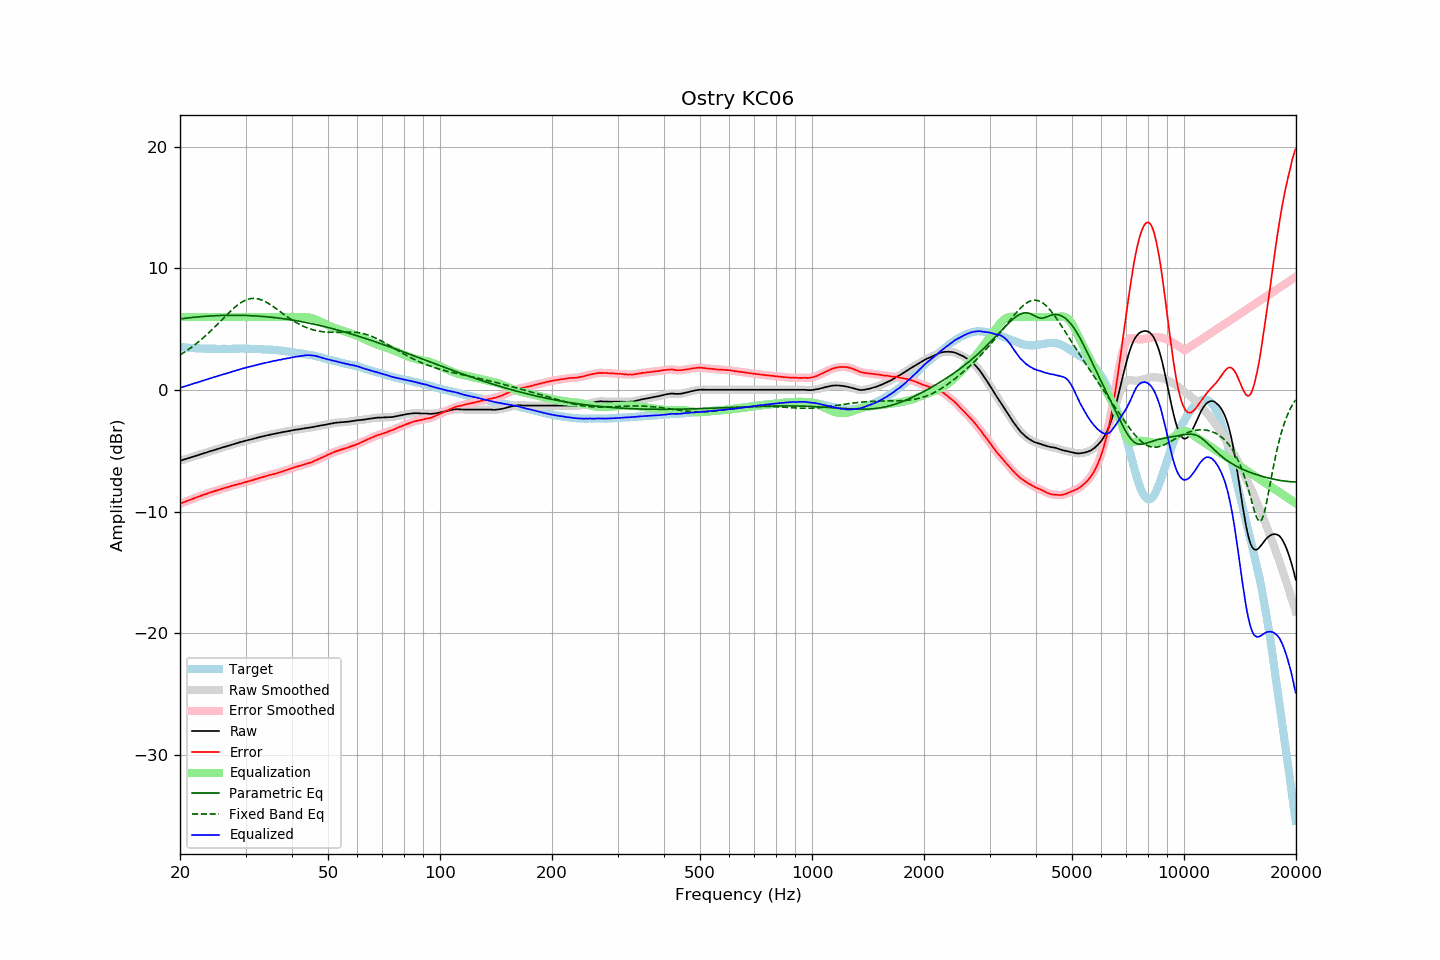 Ostry KC06
Amplitude (dBr)
20
10
0
−10
−20
−30
Target
Raw Smoothed
Error Smoothed
Raw
Error
Equalization
Parametric Eq
Fixed Band Eq
Equalized
20 50 100 200 500 1000 2000 5000 10000 20000
Frequency (Hz)